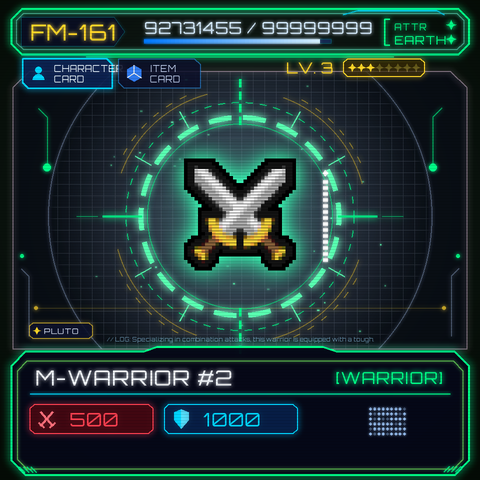 FM-161
92731455 / 99999999
ATTR
EARTH
CHARACTER
CARD
ITEM
CARD
LV. 3
PLUTO
// LOG: Specializing in combination attacks, this warrior is equipped with a tough
M-WARRIOR #2
[WARRIOR]
500
1000